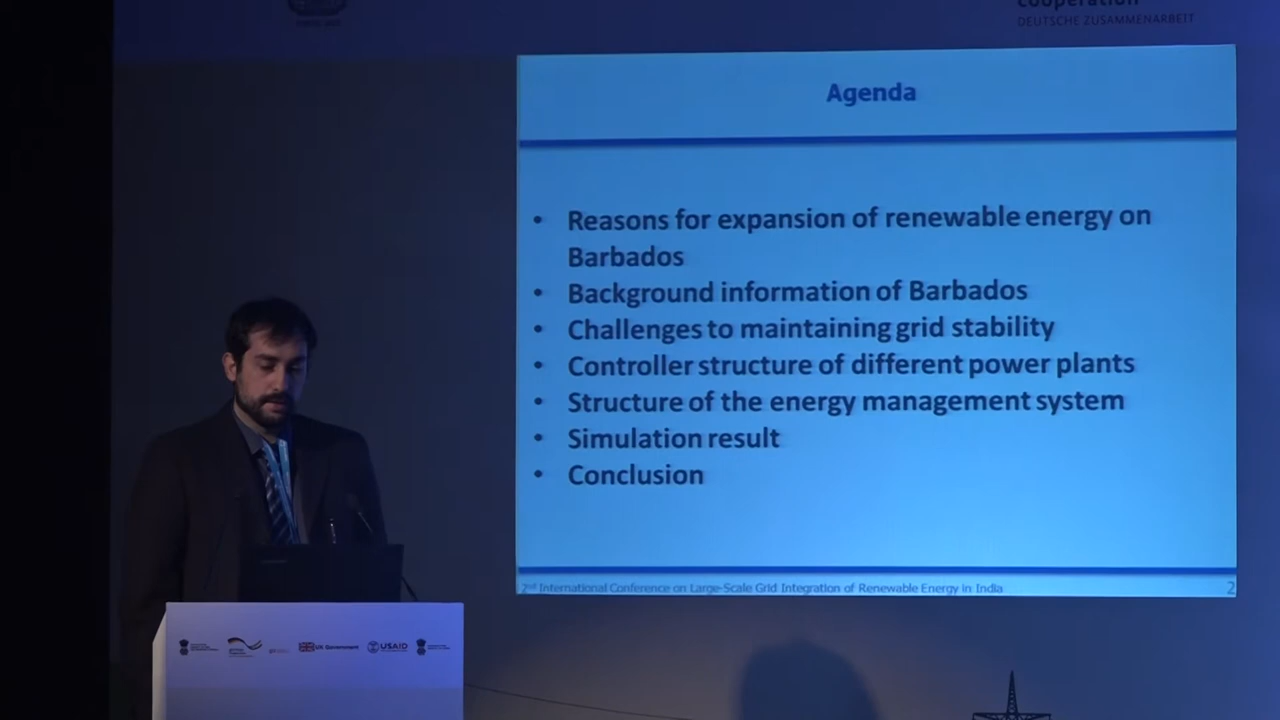 cooperation
DEUTSCHE ZUSAMMENARBEIT
Agenda
• Reasons for expansion of renewable energy on
Barbados
• Background information of Barbados
• Challenges to maintaining grid stability
• Controller structure of different power plants
• Structure of the energy management system
• Simulation result
• Conclusion
2nd International Conference on Large-Scale Grid Integration of Renewable Energy in India
2
UK Government
USAID